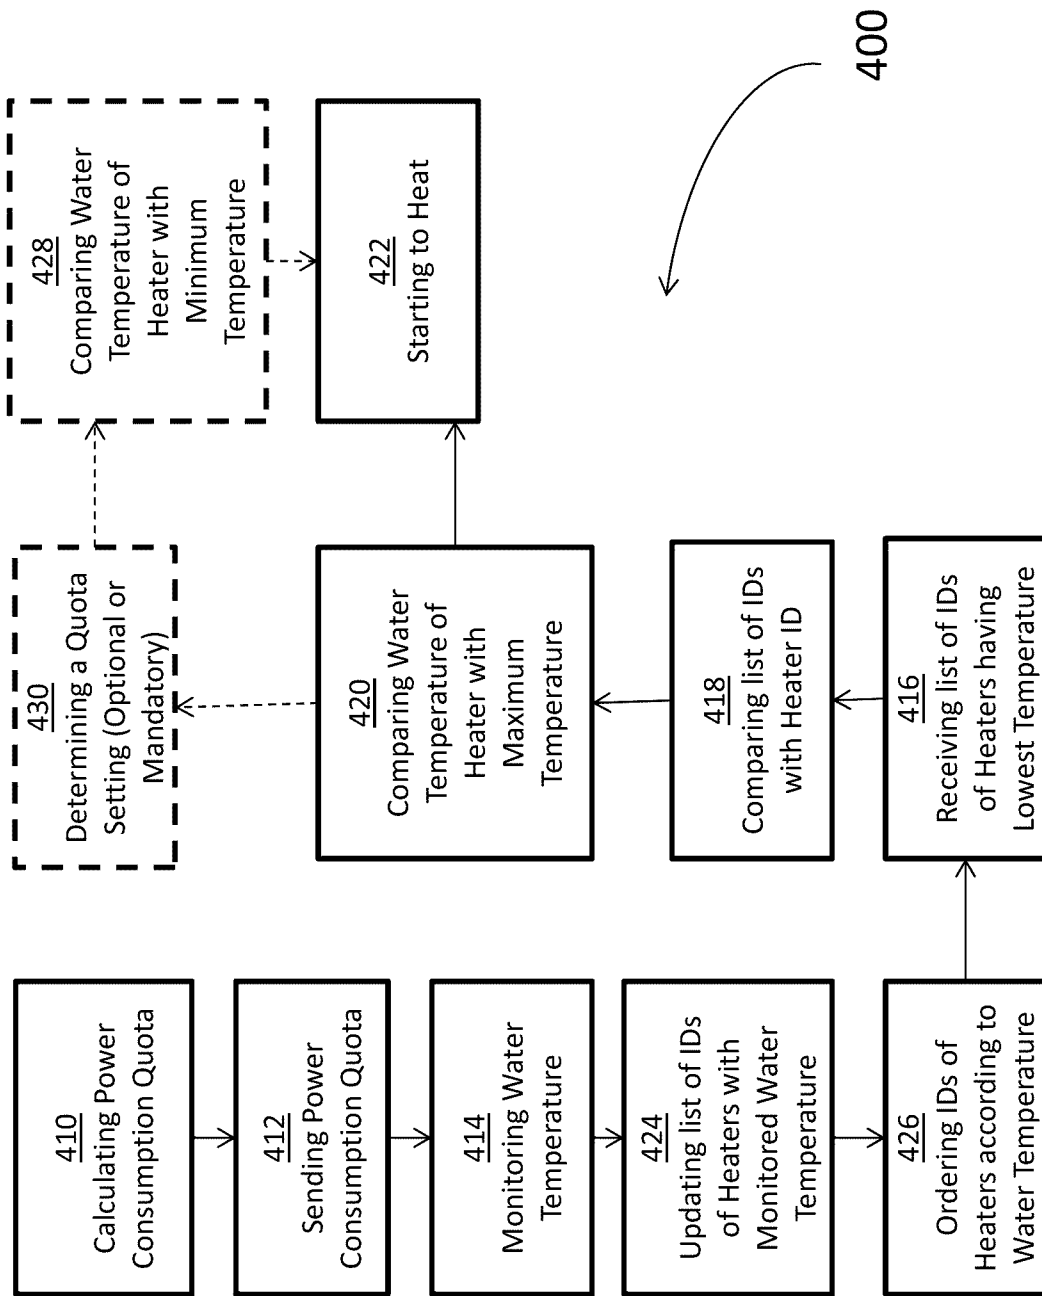 410
Calculating Power
Consumption Quota
412
Sending Power
Consumption Quota
414
Monitoring Water
Temperature
424
Updating list of IDs
of Heaters with
Monitored Water
Temperature
426
Ordering IDs of
Heaters according to
Water Temperature
416
Receiving list of IDs
of Heaters having
Lowest Temperature
418
Comparing list of IDs
with Heater ID
420
Comparing Water
Temperature of
Heater with
Maximum
Temperature
430
Determining a Quota
Setting (Optional or
Mandatory)
428
Comparing Water
Temperature of
Heater with
Minimum
Temperature
422
Starting to Heat
400